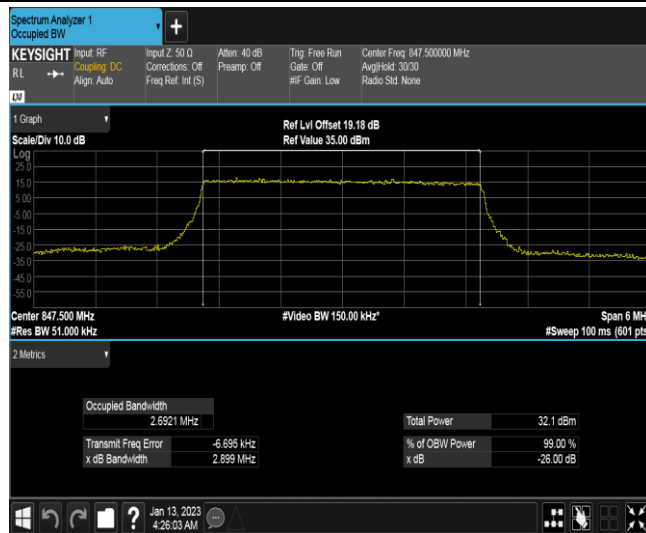 Spectrum Analyzer 1
Occupied BW
+
KEYSIGHT
RL
Input: RF
Coupling: DC
Align: Auto
Input Z: 50 Ω
Corrections: Off
Freq Ref: Int (S)
Atten: 40 dB
Preamp: Off
Trig: Free Run
Gate: Off
#IF Gain: Low
Center Freq: 847.500000 MHz
Avg|Hold: 30/30
Radio Std: None
1 Graph
Scale/Div 10.0 dB
Ref Lvl Offset 19.18 dB
Ref Value 35.00 dBm
Log
25.0
15.0
5.00
-5.00
-15.0
-25.0
-35.0
-45.0
-55.0
Center 847.500 MHz
#Video BW 150.00 kHz*
Span 6 MH
#Res BW 51.000 kHz
#Sweep 100 ms (601 pts
2 Metrics
Occupied Bandwidth
2.6921 MHz
Total Power 32.1 dBm
Transmit Freq Error -6.695 kHz
% of OBW Power 99.00 %
x dB Bandwidth 2.899 MHz
x dB -26.00 dB
?
Jan 13, 2023
4:26:03 AM